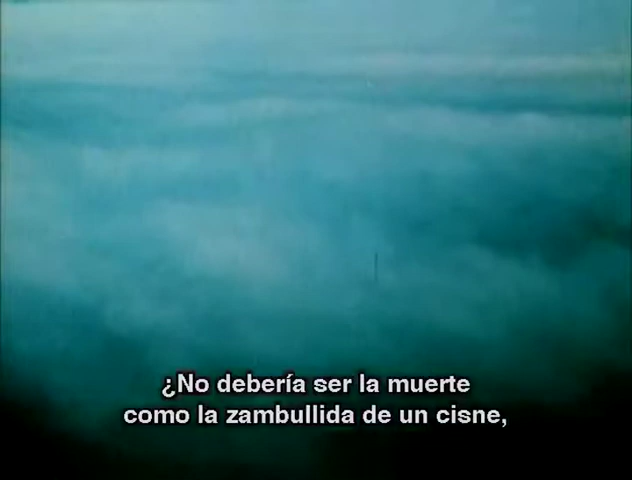 ¿No debería ser la muerte
como la zambullida de un cisne,